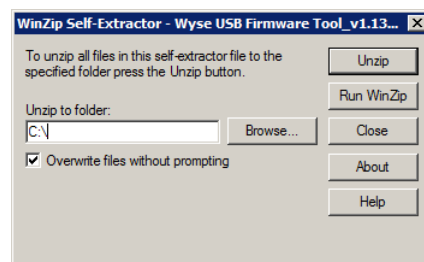 WinZip Self-Extractor - Wyse USB Firmware Tool_v1.13...
To unzip all files in this self-extractor file to the
specified folder press the Unzip button.
Unzip to folder:
C:\
Browse...
Overwrite files without prompting
Unzip
Run WinZip
Close
About
Help